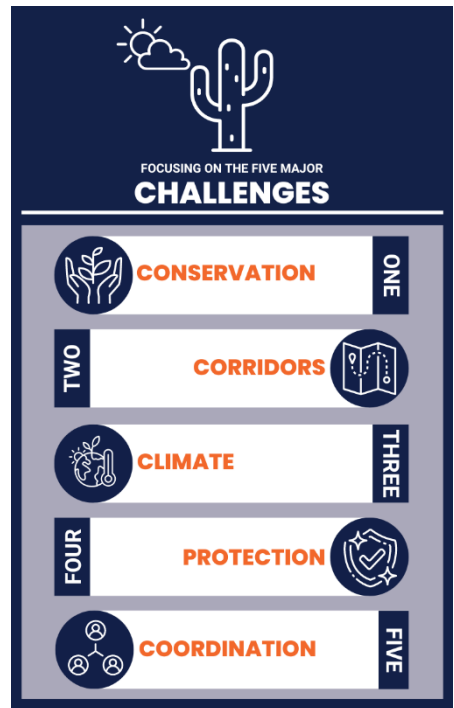 FOCUSING ON THE FIVE MAJOR
CHALLENGES
CONSERVATION
ONE
TWO
CORRIDORS
CLIMATE
THREE
FOUR
PROTECTION
COORDINATION
FIVE